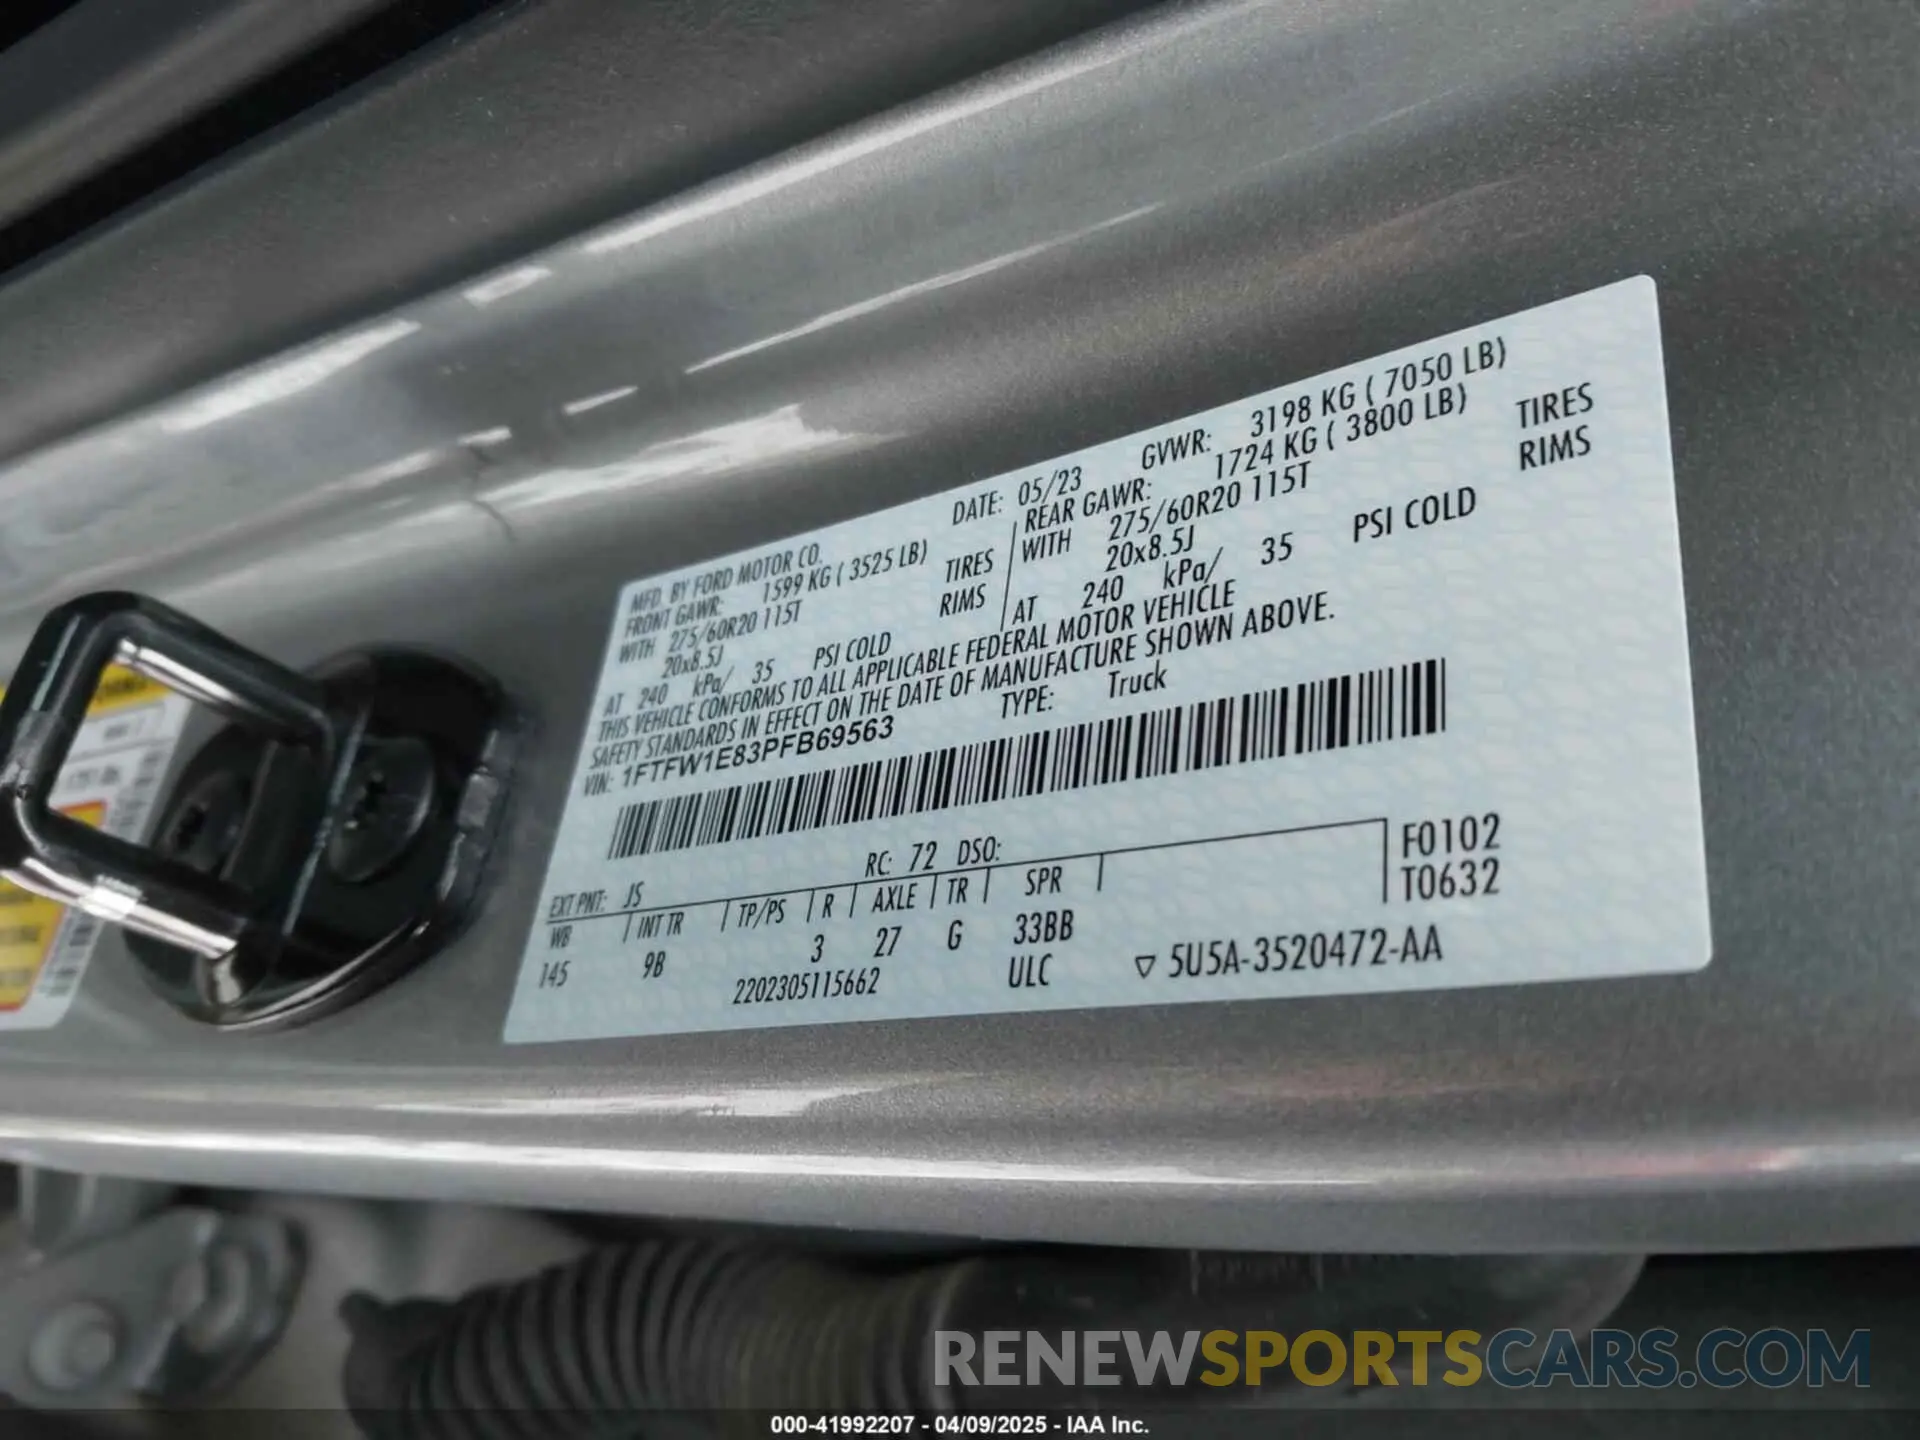 MFD. BY FORD MOTOR CO. DATE: 05/23 GVWR: 3198 KG ( 7050 LB)
FRONT GAWR: 1599 KG ( 3525 LB) REAR GAWR: 1724 KG ( 3800 LB)
WITH 275/60R20 115T TIRES WITH 275/60R20 115T TIRES
20x8.5J RIMS 20x8.5J RIMS
AT 240 kPa/ 35 PSI COLD AT 240 kPa/ 35 PSI COLD
THIS VEHICLE CONFORMS TO ALL APPLICABLE FEDERAL MOTOR VEHICLE
SAFETY STANDARDS IN EFFECT ON THE DATE OF MANUFACTURE SHOWN ABOVE.
VIN: 1FTFW1E83PFB69563 TYPE: Truck
EXT PNT: JS RC: 72 DSO: F0102
WB INT TR TP/PS R AXLE TR SPR T0632
145 9B 3 27 G 33BB
2202305115662 ULC ▽ 5U5A-3520472-AA
RENEWSPORTSCARS.COM
000-41992207 - 04/09/2025 - IAA Inc.